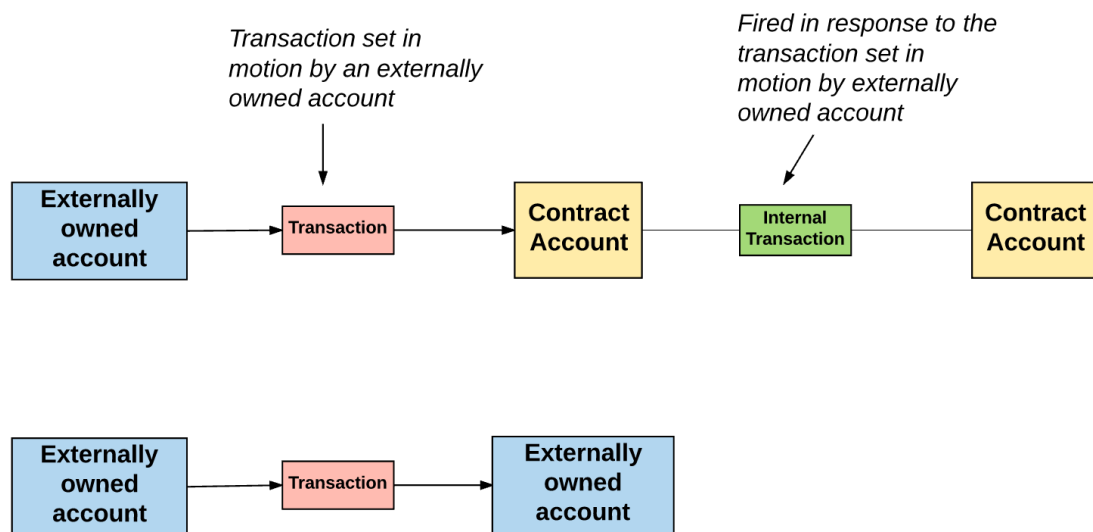 Transaction set in
motion by an externally
owned account
Fired in response to the
transaction set in
motion by externally
owned account
Externally
owned
account
Transaction
Contract
Account
Internal
Transaction
Contract
Account
Externally
owned
account
Transaction
Externally
owned
account